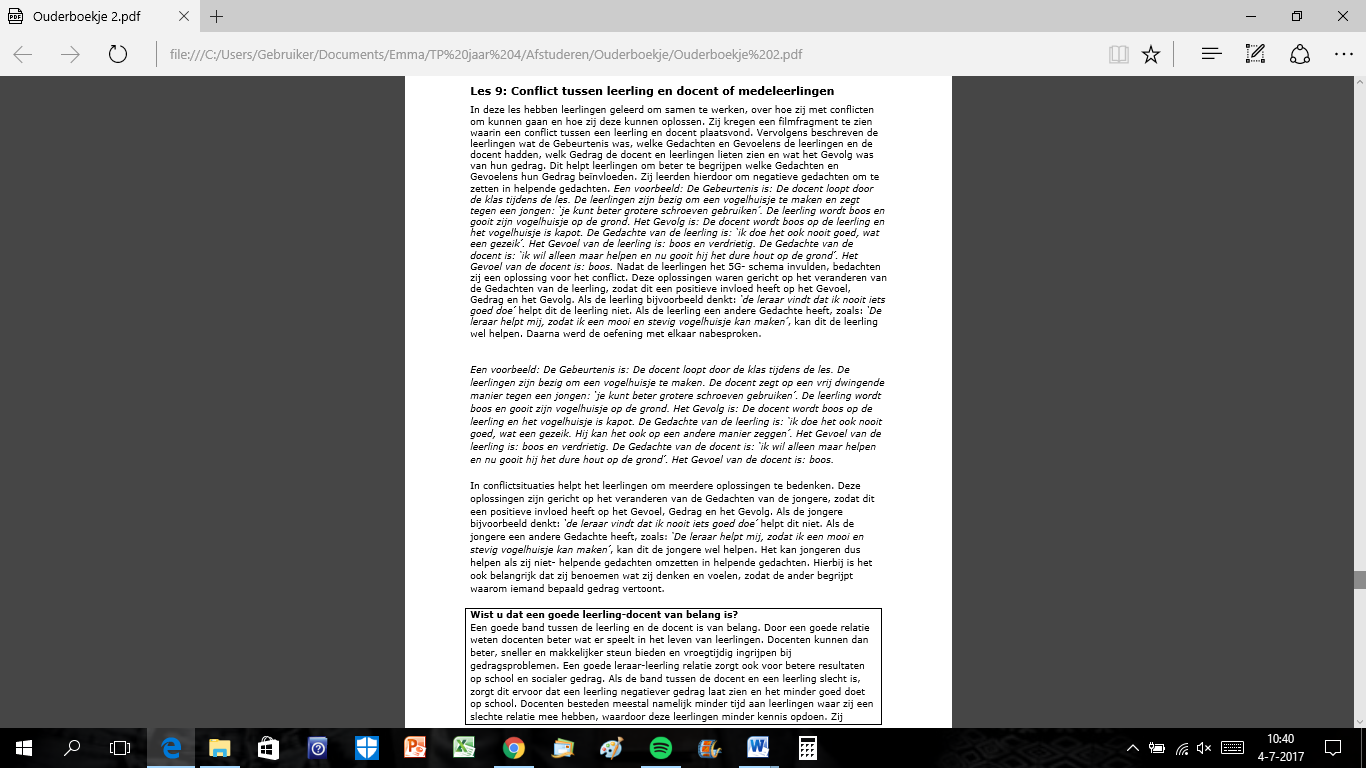 Ouderboekje 2.pdf
file:///C:/Users/Gebruiker/Documents/Emma/TP%20jaar%204/Afstuderen/Ouderboekje/Ouderboekje%202.pdf
Les 9: Conflict tussen leerling en docent of medeleerlingen
In deze les hebben leerlingen geleerd om samen te werken, over hoe zij met conflicten
om kunnen gaan en hoe zij deze kunnen oplossen. Zij kregen een filmfragment te zien
waarin een conflict tussen een leerling en docent plaatsvond. Vervolgens beschreven de
leerlingen wat de Gebeurtenis was, welke Gedachten en Gevoelens de leerlingen en de
docent hadden, welk Gedrag de docent en leerlingen lieten zien en wat het Gevolg was
van hun gedrag. Dit helpt leerlingen om beter te begrijpen welke Gedachten en
Gevoelens hun Gedrag beïnvloeden. Zij leerden hierdoor om negatieve gedachten om te
zetten in helpende gedachten. Een voorbeeld: De Gebeurtenis is: De docent loopt door
de klas tijdens de les. De leerlingen zijn bezig om een vogelhuisje te maken en zegt
tegen een jongen: ‘je kunt beter grotere schroeven gebruiken’. De leerling wordt boos en
gooit zijn vogelhuisje op de grond. Het Gevolg is: De docent wordt boos op de leerling en
het vogelhuisje is kapot. De Gedachte van de leerling is: ‘ik doe het ook nooit goed, wat
een gezeik’. Het Gevoel van de leerling is: boos en verdrietig. De Gedachte van de
docent is: ‘ik wil alleen maar helpen en nu gooit hij het dure hout op de grond’. Het
Gevoel van de docent is: boos. Nadat de leerlingen het 5G- schema invulden, bedachten
zij een oplossing voor het conflict. Deze oplossingen waren gericht op het veranderen van
de Gedachten van de leerling, zodat dit een positieve invloed heeft op het Gevoel,
Gedrag en het Gevolg. Als de leerling bijvoorbeeld denkt: ‘de leraar vindt dat ik nooit iets
goed doe’ helpt dit de leerling niet. Als de leerling een andere Gedachte heeft, zoals: ‘De
leraar helpt mij, zodat ik een mooi en stevig vogelhuisje kan maken’, kan dit de leerling
wel helpen. Daarna werd de oefening met elkaar nabesproken.
Een voorbeeld: De Gebeurtenis is: De docent loopt door de klas tijdens de les. De
leerlingen zijn bezig om een vogelhuisje te maken. De docent zegt op een vrij dwingende
manier tegen een jongen: ‘je kunt beter grotere schroeven gebruiken’. De leerling wordt
boos en gooit zijn vogelhuisje op de grond. Het Gevolg is: De docent wordt boos op de
leerling en het vogelhuisje is kapot. De Gedachte van de leerling is: ‘ik doe het ook nooit
goed, wat een gezeik. Hij kan het ook op een andere manier zeggen’. Het Gevoel van de
leerling is: boos en verdrietig. De Gedachte van de docent is: ‘ik wil alleen maar helpen
en nu gooit hij het dure hout op de grond’. Het Gevoel van de docent is: boos.
In conflictsituaties helpt het leerlingen om meerdere oplossingen te bedenken. Deze
oplossingen zijn gericht op het veranderen van de Gedachten van de jongere, zodat dit
een positieve invloed heeft op het Gevoel, Gedrag en het Gevolg. Als de jongere
bijvoorbeeld denkt: ‘de leraar vindt dat ik nooit iets goed doe’ helpt dit niet. Als de
jongere een andere Gedachte heeft, zoals: ‘De leraar helpt mij, zodat ik een mooi en
stevig vogelhuisje kan maken’, kan dit de jongere wel helpen. Het kan jongeren dus
helpen als zij niet- helpende gedachten omzetten in helpende gedachten. Hierbij is het
ook belangrijk dat zij benoemen wat zij denken en voelen, zodat de ander begrijpt
waarom iemand bepaald gedrag vertoont.
Wist u dat een goede leerling-docent van belang is?
Een goede band tussen de leerling en de docent is van belang. Door een goede relatie
weten docenten beter wat er speelt in het leven van leerlingen. Docenten kunnen dan
beter, sneller en makkelijker steun bieden en vroegtijdig ingrijpen bij
gedragsproblemen. Een goede leraar-leerling relatie zorgt ook voor betere resultaten
op school en socialer gedrag. Als de band tussen de docent en een leerling slecht is,
zorgt dit ervoor dat een leerling negatiever gedrag laat zien en het minder goed doet
op school. Docenten besteden meestal namelijk minder tijd aan leerlingen waar zij een
slechte relatie mee hebben, waardoor deze leerlingen minder kennis opdoen. Zij
10:40
4-7-2017